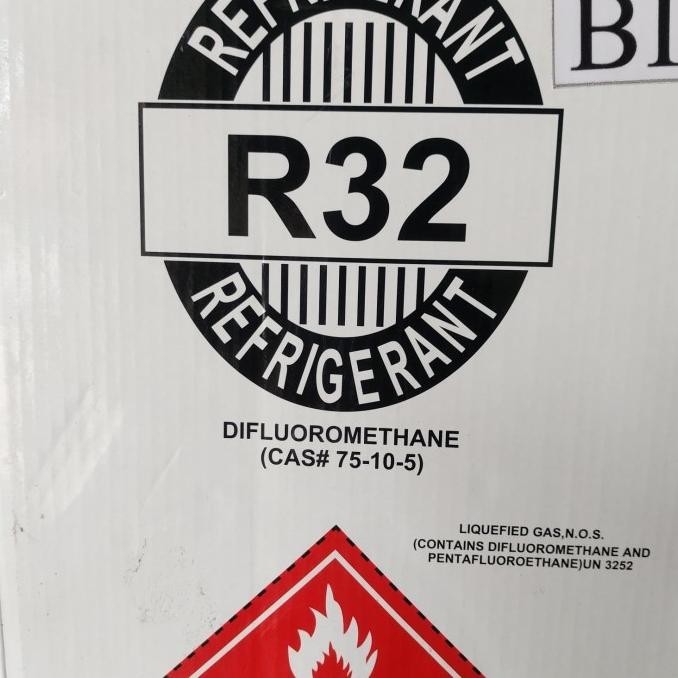 REFRIGERANT
R32
REFRIGERANT
DIFLUOROMETHANE
(CAS# 75-10-5)
LIQUEFIED GAS,N.O.S.
(CONTAINS DIFLUOROMETHANE AND
PENTAFLUOROETHANE)UN 3252